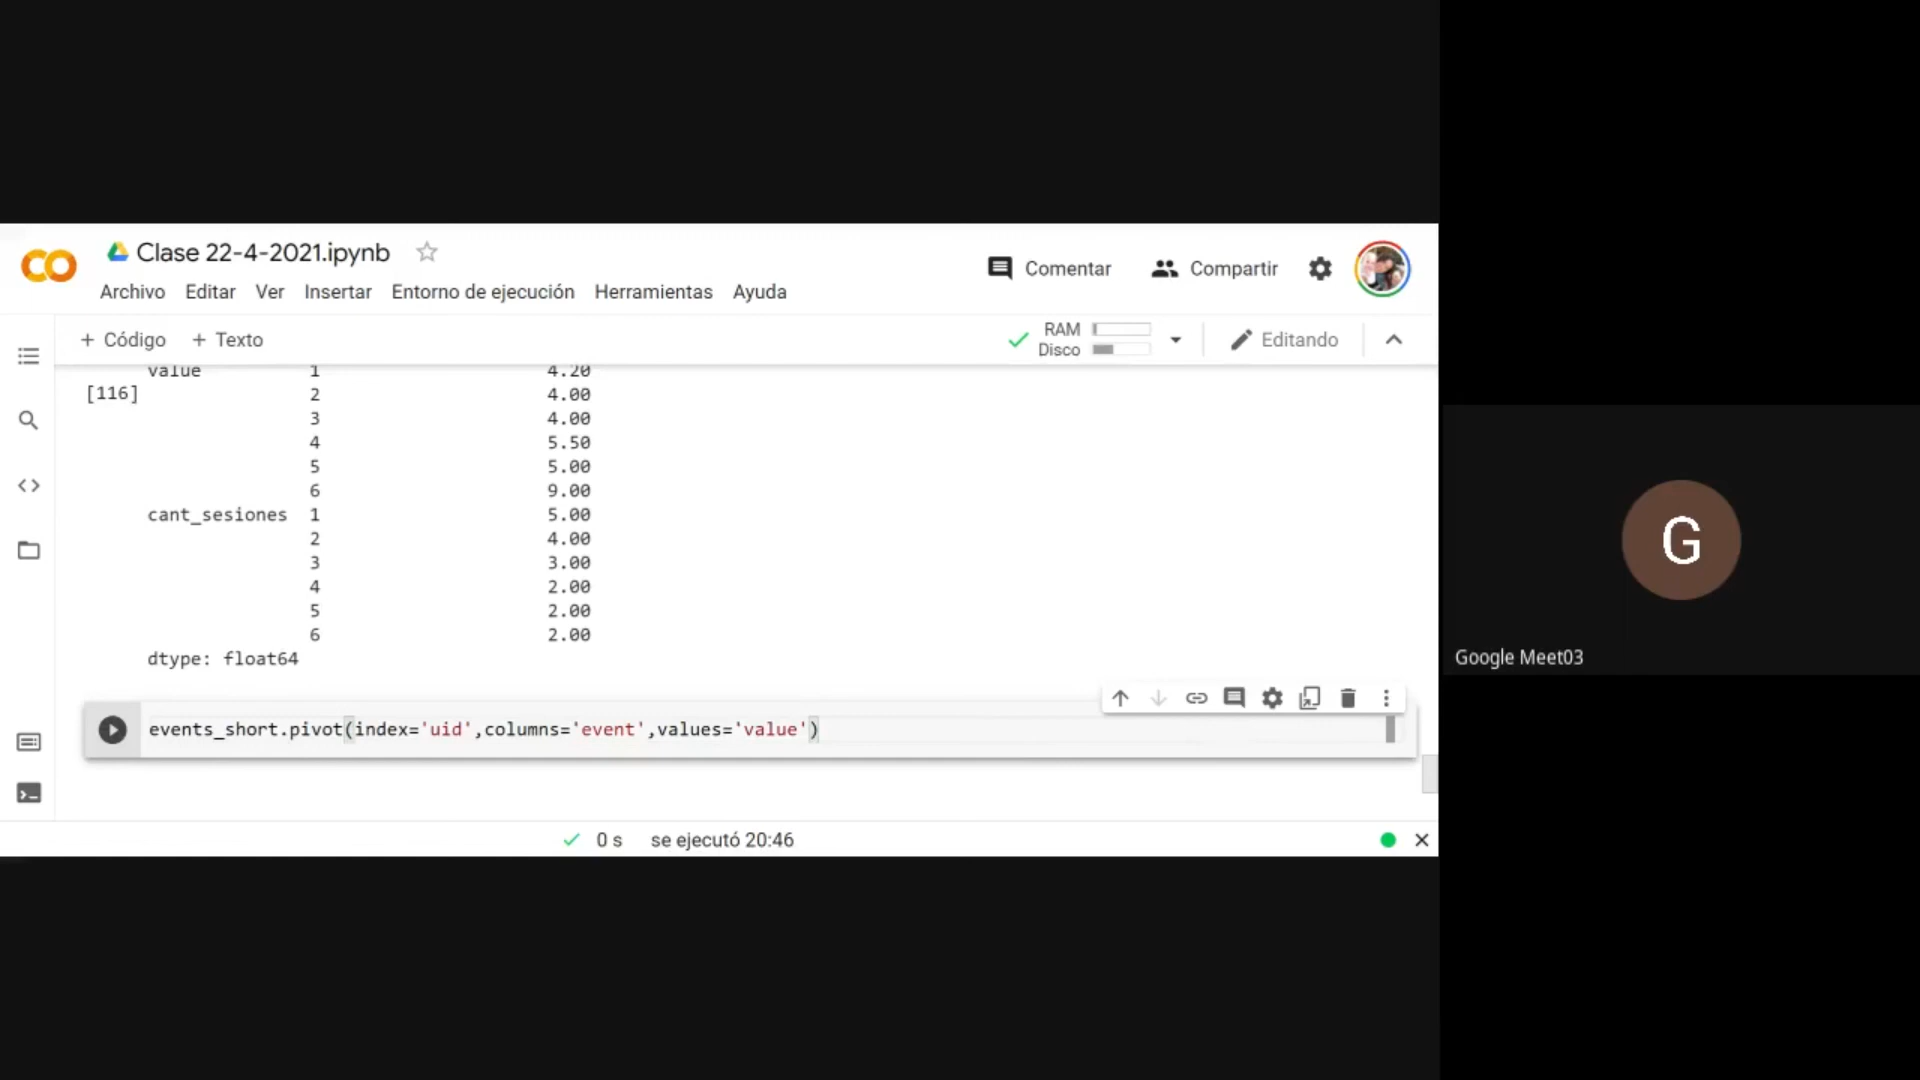 Clase 22-4-2021.ipynb
Comentar
Compartir
Archivo Editar Ver Insertar Entorno de ejecución Herramientas Ayuda
+ Código + Texto
RAM
Disco
Editando
value 1 4.20
[116]
2 4.00
3 4.00
4 5.50
5 5.00
6 9.00
cant_sesiones 1 5.00
2 4.00
3 3.00
4 2.00
5 2.00
6 2.00
dtype: float64
events_short.pivot(index='uid',columns='event',values='value')
0 s se ejecutó 20:46
G
Google Meet03